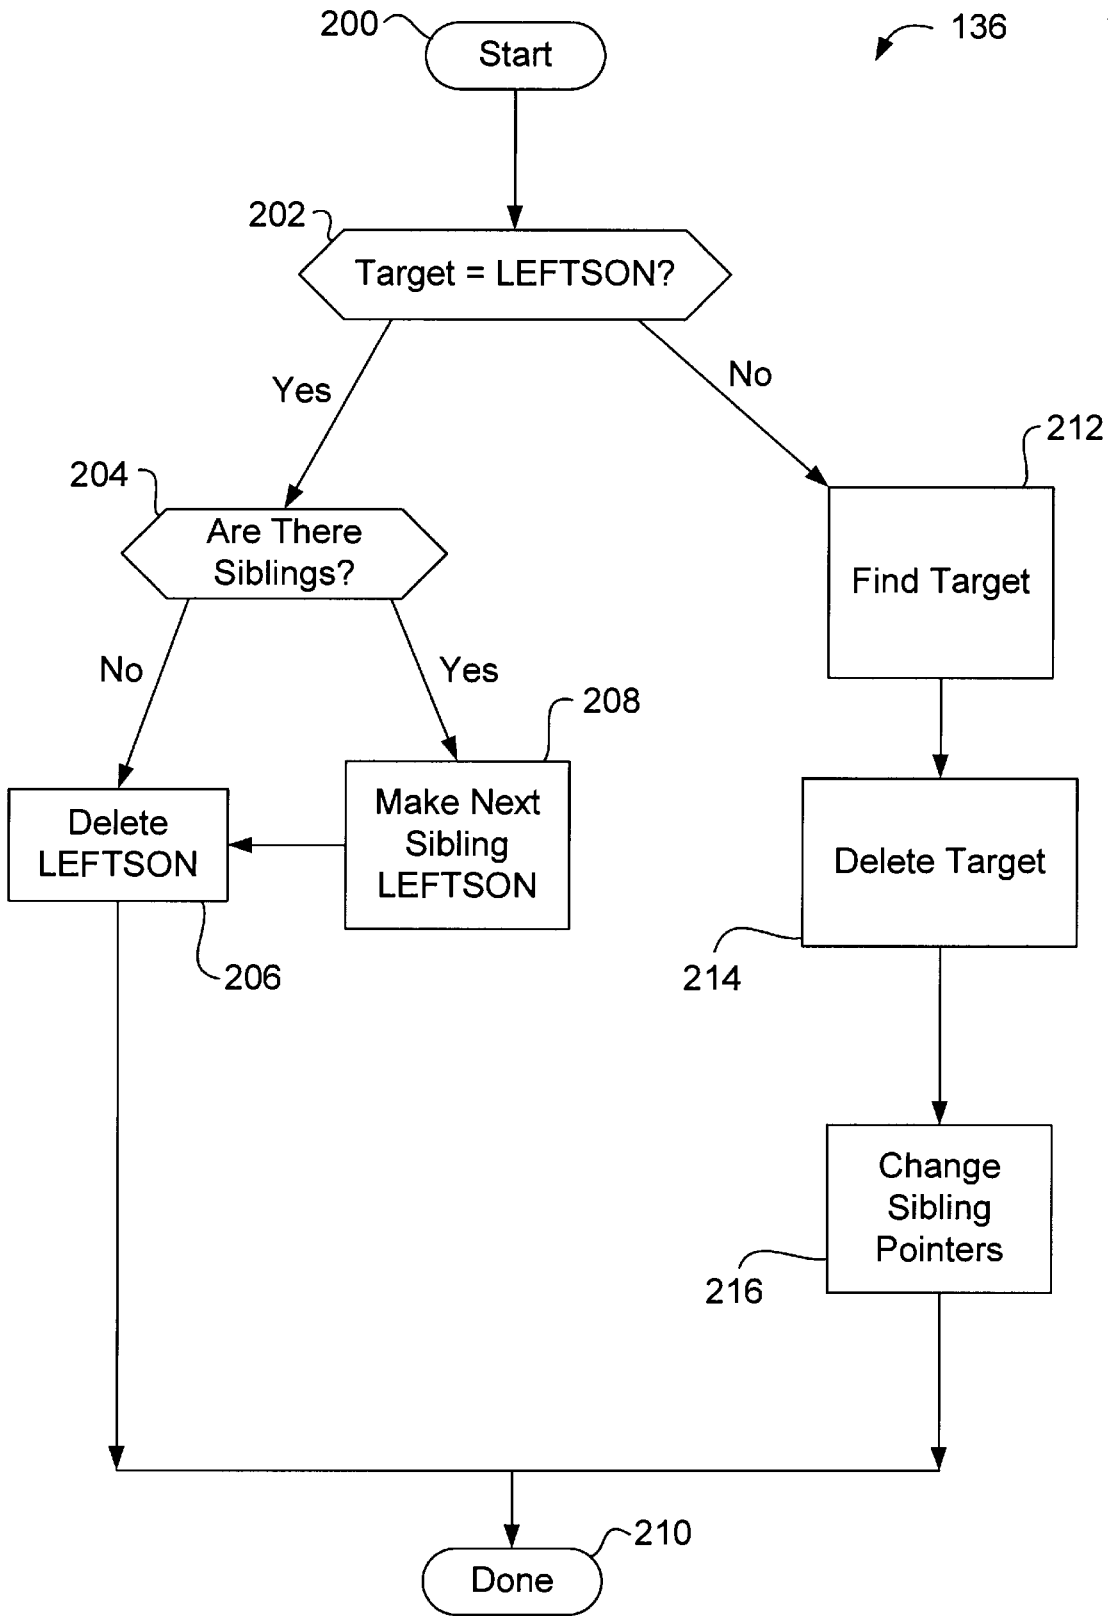 200
Start
136
202
Target = LEFTSON?
Yes
No
204
Are There
Siblings?
212
Find Target
No
Yes
208
Delete
LEFTSON
Make Next
Sibling
LEFTSON
206
Delete Target
214
Change
Sibling
Pointers
216
210
Done